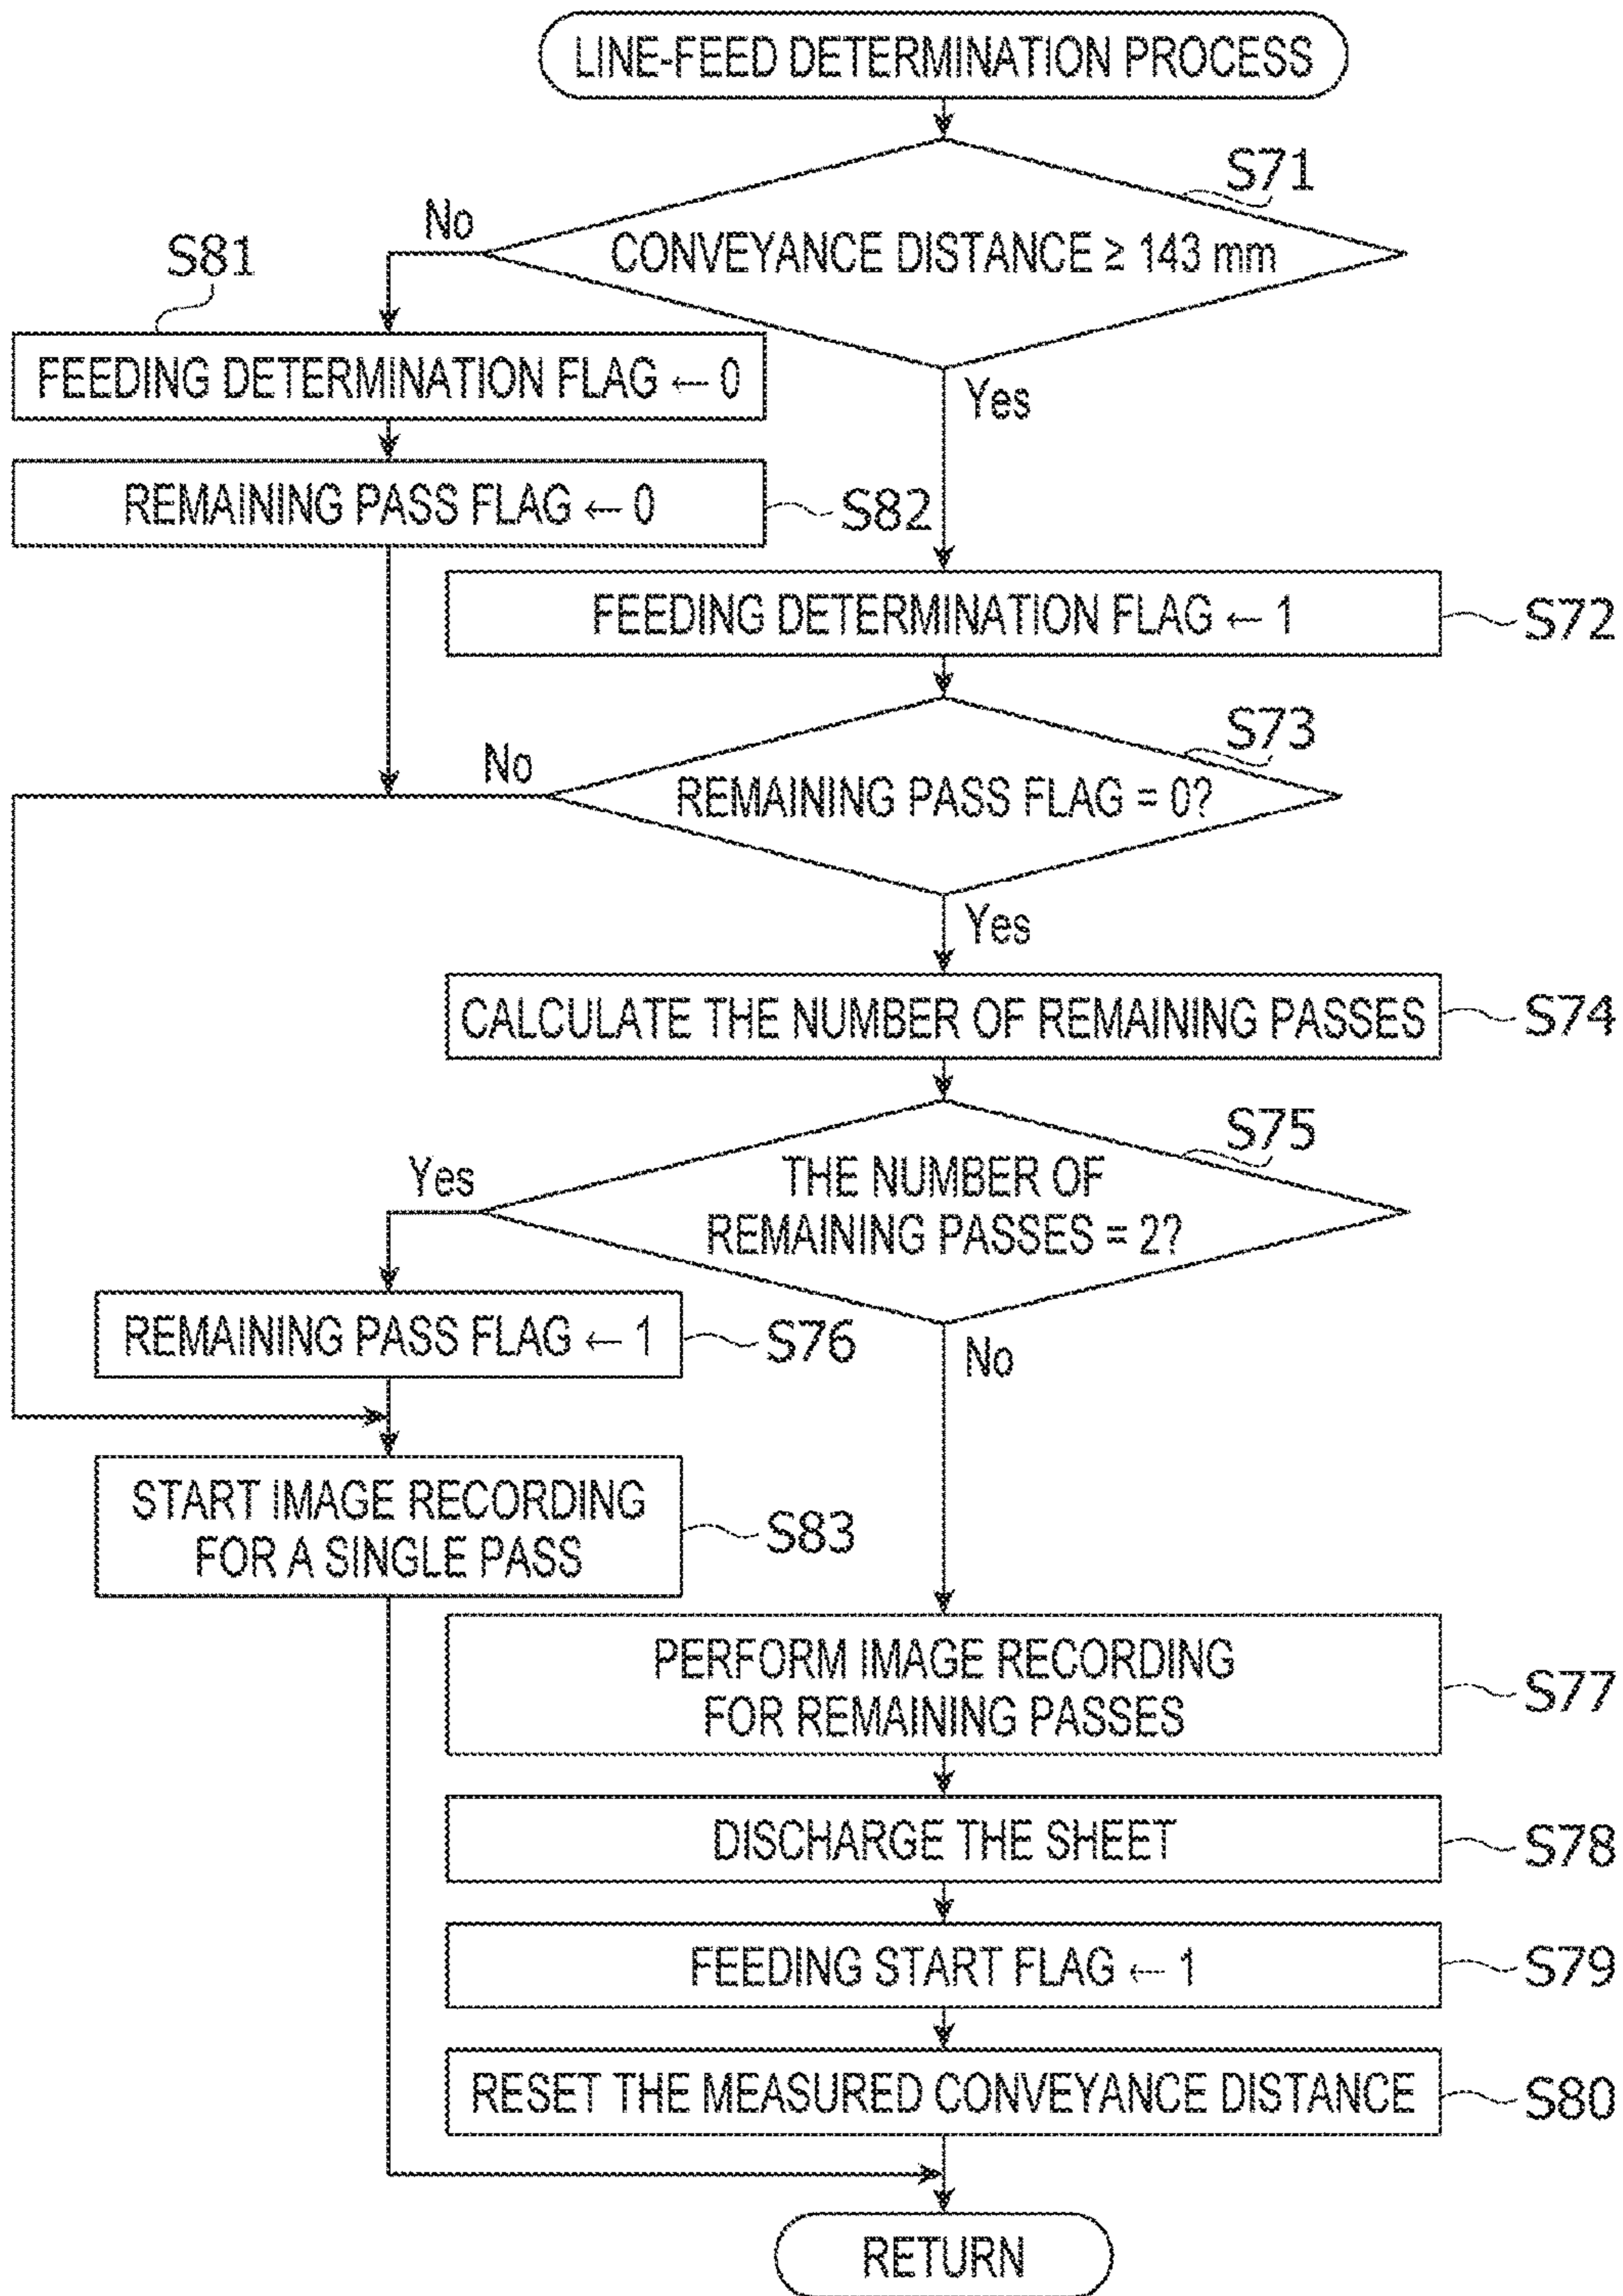 LINE-FEED DETERMINATION PROCESS
S71
No
CONVEYANCE DISTANCE ≥ 143 mm
S81
FEEDING DETERMINATION FLAG ← 0
Yes
REMAINING PASS FLAG ← 0
S82
FEEDING DETERMINATION FLAG ← 1
S72
S73
No
REMAINING PASS FLAG = 0?
Yes
CALCULATE THE NUMBER OF REMAINING PASSES
S74
S75
Yes
THE NUMBER OF
REMAINING PASSES = 2?
REMAINING PASS FLAG ← 1
S76
No
START IMAGE RECORDING
FOR A SINGLE PASS
S83
PERFORM IMAGE RECORDING
FOR REMAINING PASSES
S77
DISCHARGE THE SHEET
S78
FEEDING START FLAG ← 1
S79
RESET THE MEASURED CONVEYANCE DISTANCE
S80
RETURN